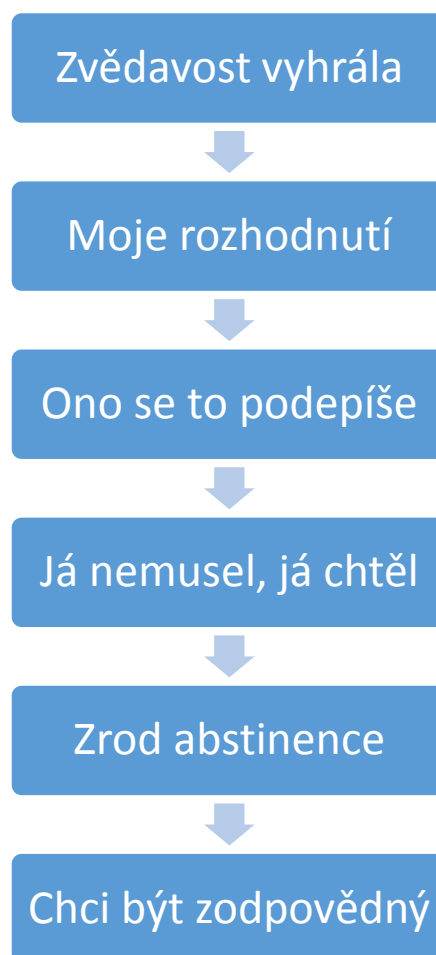 Zvědavost vyhrála
Moje rozhodnutí
Ono se to podepíše
Já nemusel, já chtěl
Zrod abstinence
Chci být zodpovědný